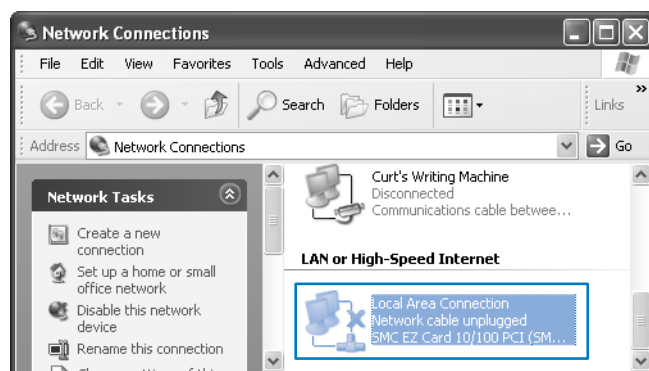 Network Connections
File Edit View Favorites Tools Advanced Help
Back Search Folders Links
Address Network Connections Go
Network Tasks
Create a new
connection
Set up a home or small
office network
Disable this network
device
Rename this connection
Curt's Writing Machine
Disconnected
Communications cable betwee...
LAN or High-Speed Internet
Local Area Connection
Network cable unplugged
SMC EZ Card 10/100 PCI (SM...